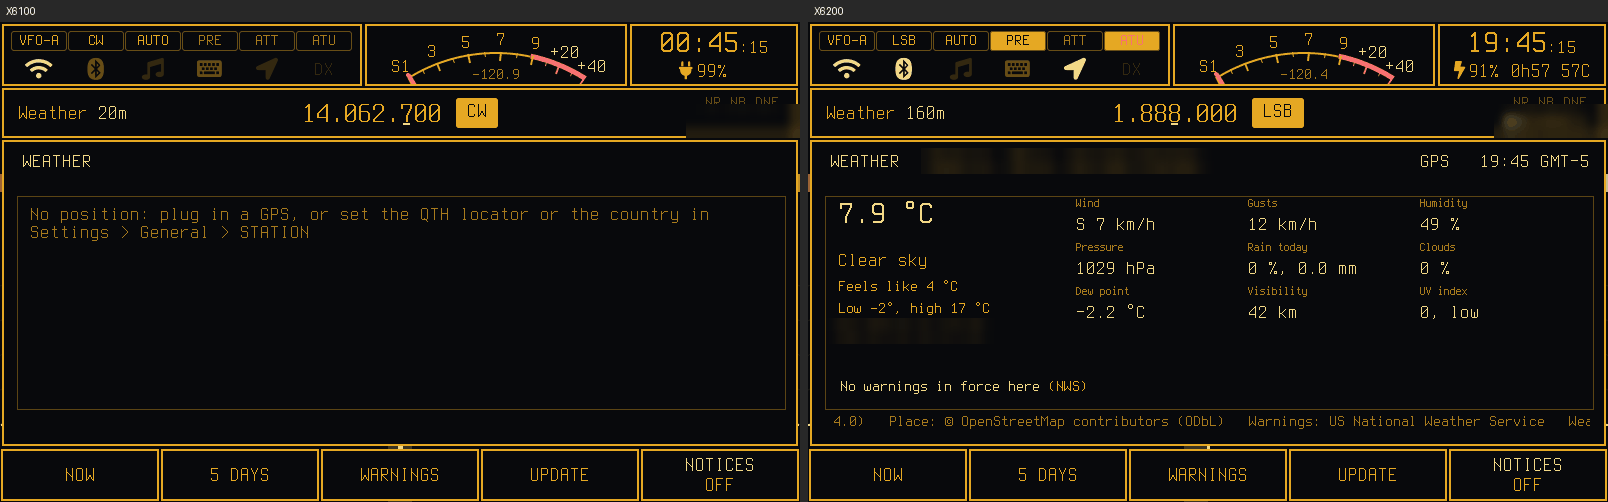 X6100
VFO-A CW AUTO PRE ATT ATU
DX
S1 3 5 7 9 +20 +40
-120.9
00:45:15
99%
Weather 20m 14.062.700 CW
NR NB DNF
WEATHER
No position: plug in a GPS, or set the QTH locator or the country in
Settings > General > STATION
NOW 5 DAYS WARNINGS UPDATE NOTICES
OFF
X6200
VFO-A LSB AUTO PRE ATT ATU
DX
S1 3 5 7 9 +20 +40
-120.4
19:45:15
91% 0h57 57C
Weather 160m 1.888.000 LSB
NR NB DNF
WEATHER GPS 19:45 GMT-5
7.9 °C
Clear sky
Feels like 4 °C
Low -2°, high 17 °C
Wind Gusts Humidity
S 7 km/h 12 km/h 49 %
Pressure Rain today Clouds
1029 hPa 0 %, 0.0 mm 0 %
Dew point Visibility UV index
-2.2 °C 42 km 0, low
No warnings in force here (NWS)
4.0) Place: © OpenStreetMap contributors (ODbL) Warnings: US National Weather Service Wea
NOW 5 DAYS WARNINGS UPDATE NOTICES
OFF